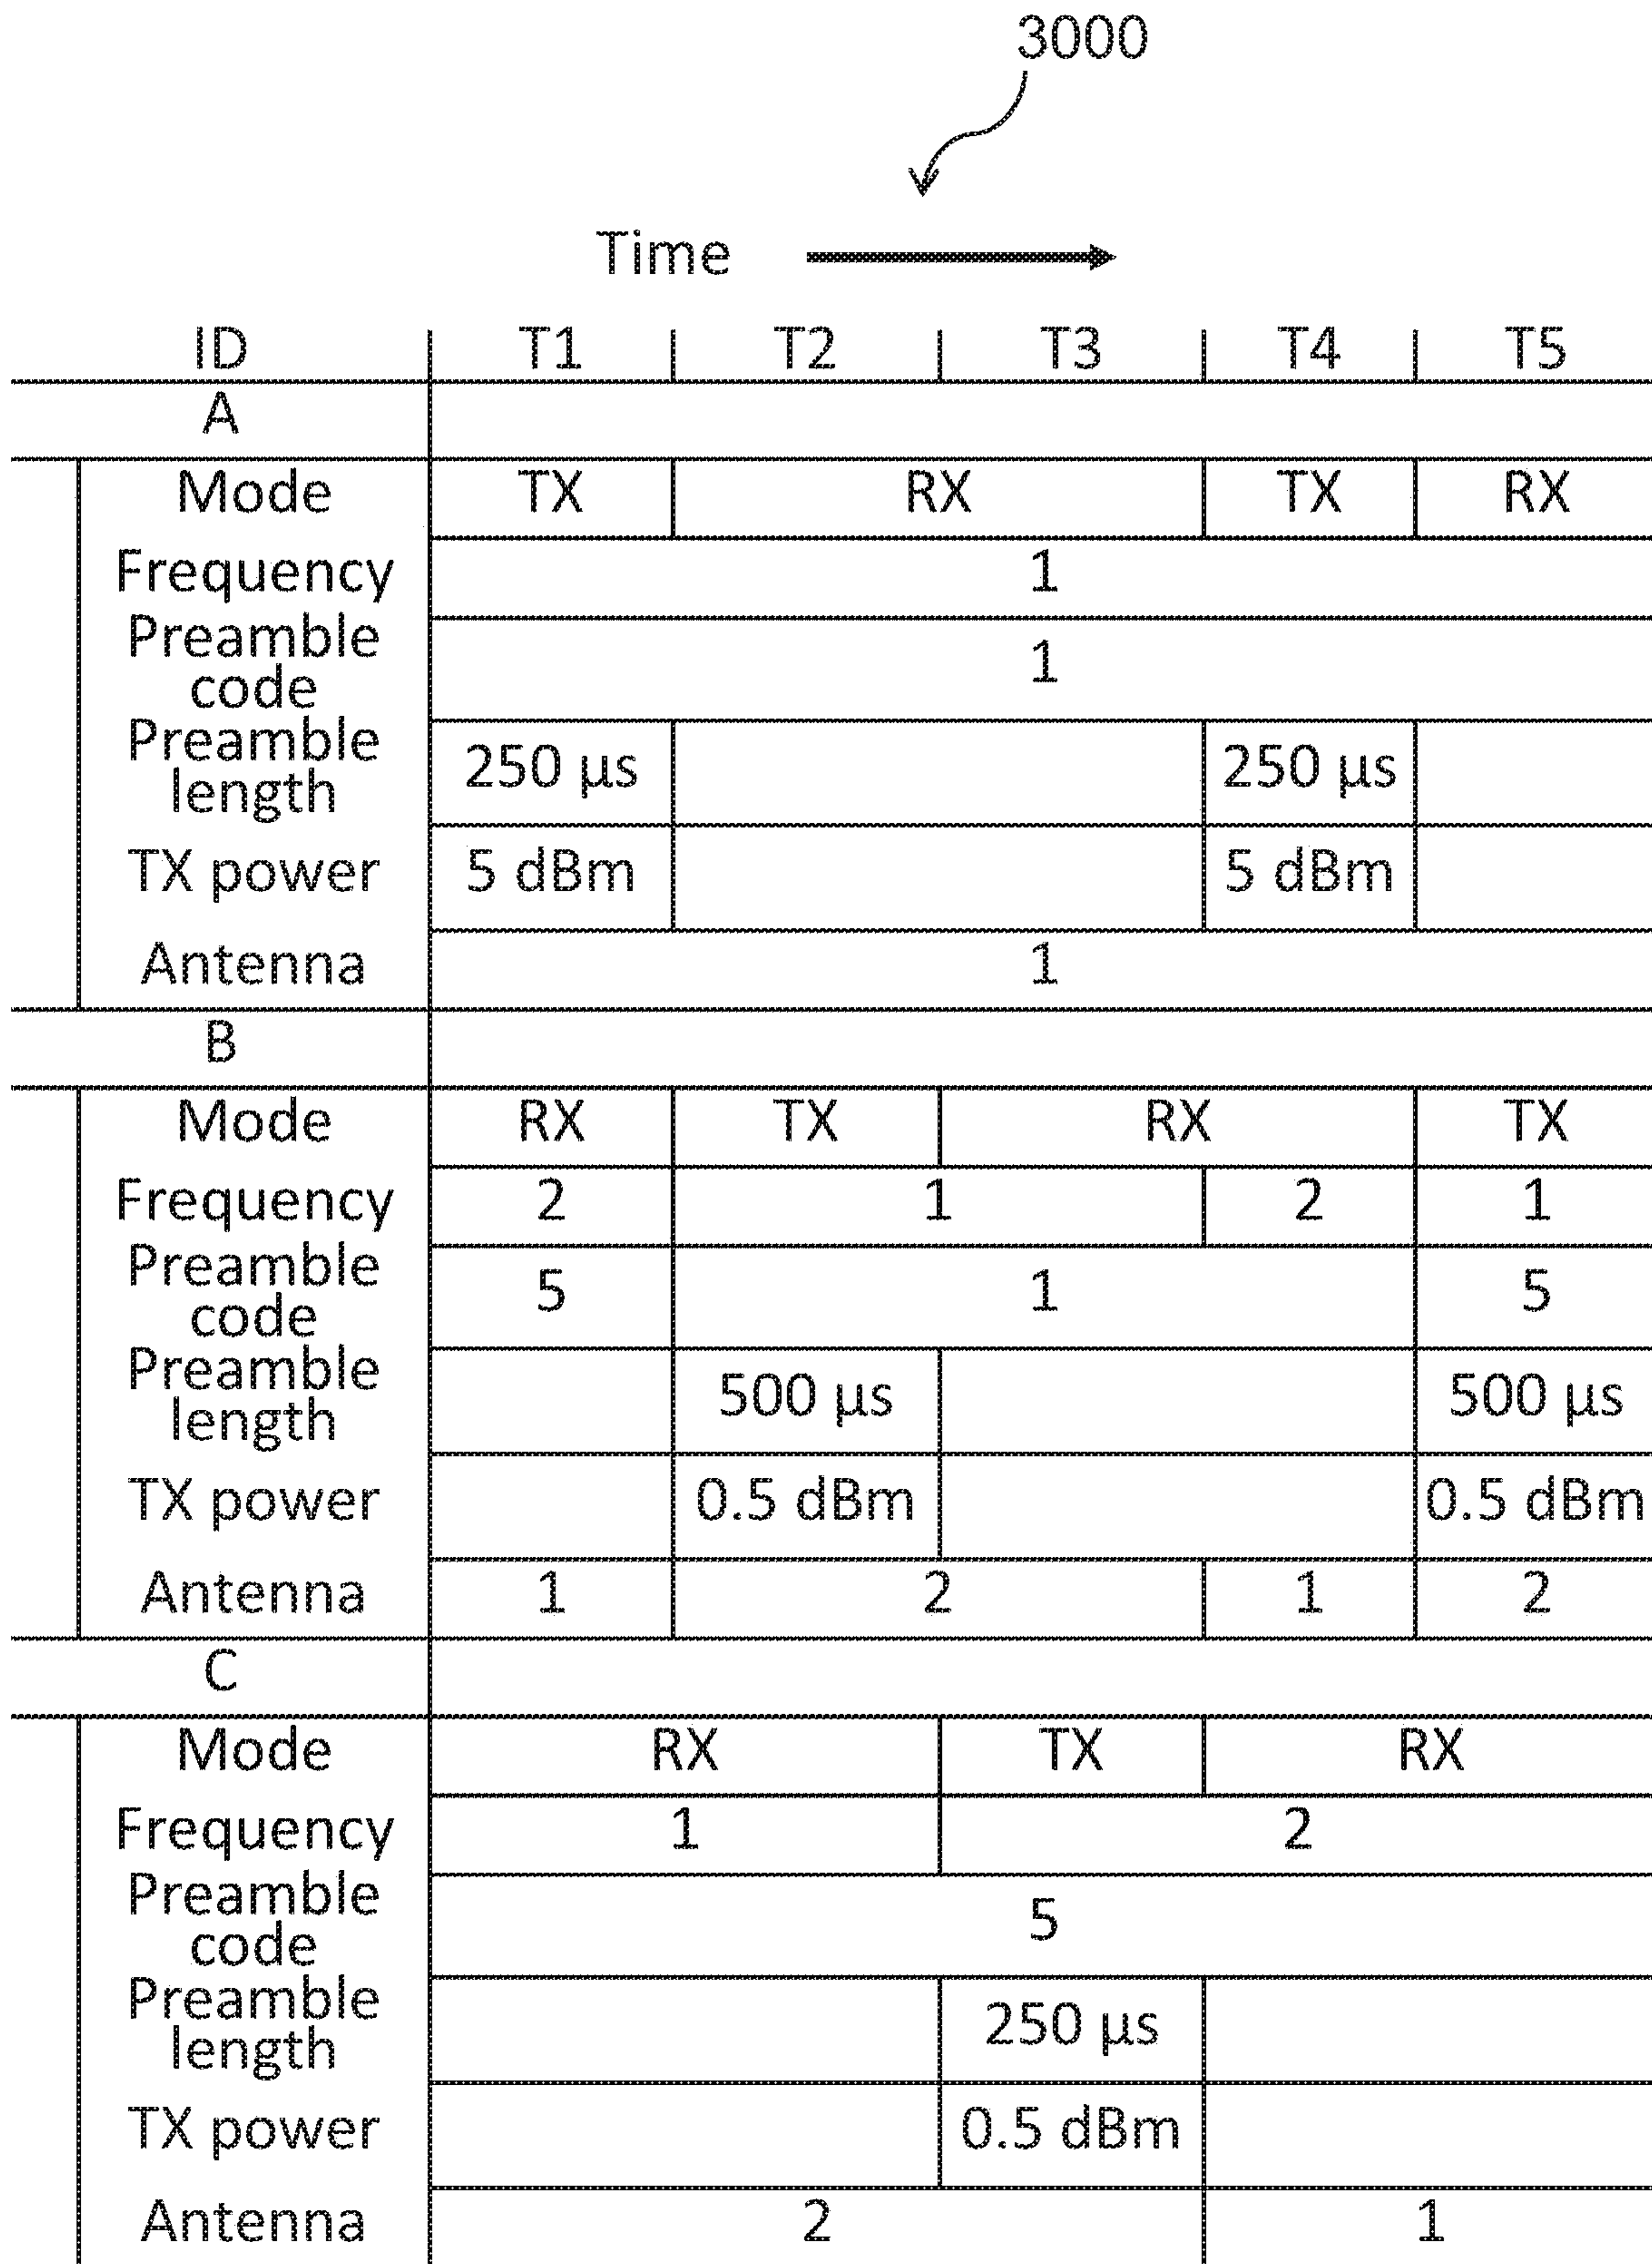 3000
Time
ID T1 T2 T3 T4 T5
A
Mode TX RX TX RX
Frequency 1
Preamble
code 1
Preamble
length 250 µs 250 µs
TX power 5 dBm 5 dBm
Antenna 1
B
Mode RX TX RX TX
Frequency 2 1 2 1
Preamble
code 5 1 5
Preamble
length 500 µs 500 µs
TX power 0.5 dBm 0.5 dBm
Antenna 1 2 1 2
C
Mode RX TX RX
Frequency 1 2
Preamble
code 5
Preamble
length 250 µs
TX power 0.5 dBm
Antenna 2 1